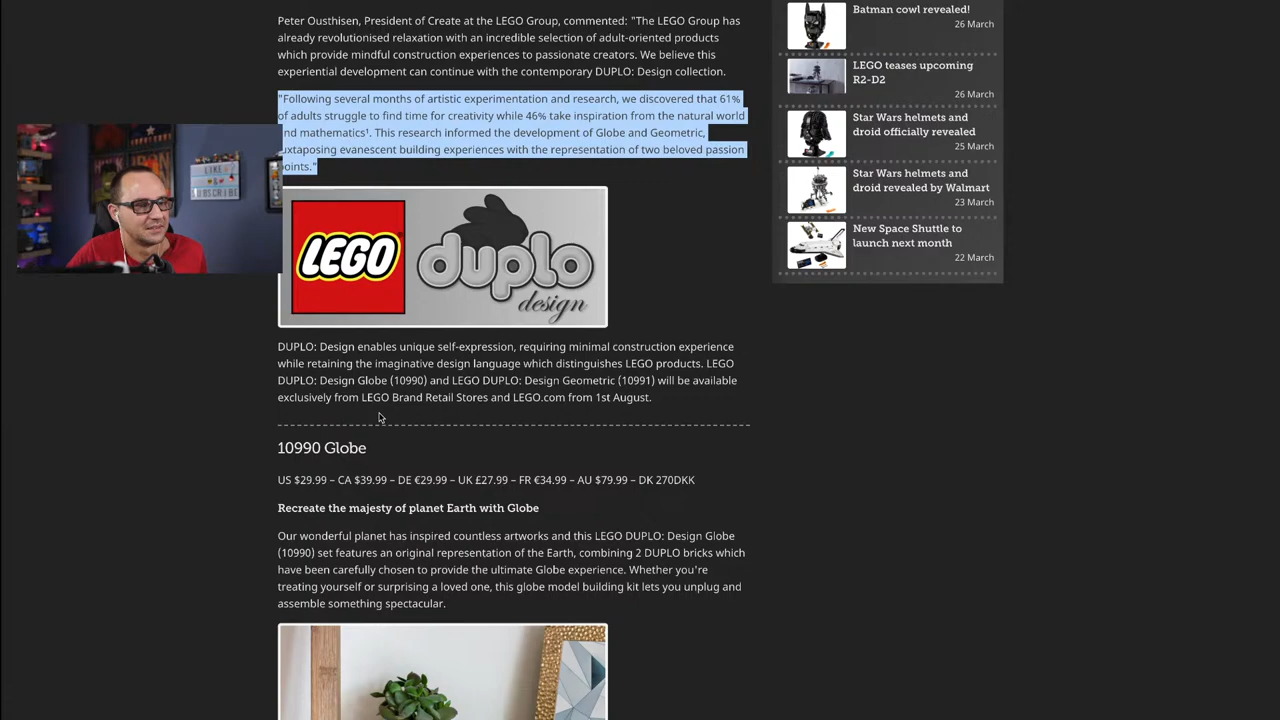 Peter Ousthisen, President of Create at the LEGO Group, commented: "The LEGO Group has
already revolutionised relaxation with an incredible selection of adult-oriented products
which provide mindful construction experiences to passionate creators. We believe this
experiential development can continue with the contemporary DUPLO: Design collection.
"Following several months of artistic experimentation and research, we discovered that 61%
of adults struggle to find time for creativity while 46% take inspiration from the natural world
and mathematics¹. This research informed the development of Globe and Geometric,
juxtaposing evanescent building experiences with the representation of two beloved passion
points."
LIKE
SUBSCRIBE
LEGO
duplo
design
DUPLO: Design enables unique self-expression, requiring minimal construction experience
while retaining the imaginative design language which distinguishes LEGO products. LEGO
DUPLO: Design Globe (10990) and LEGO DUPLO: Design Geometric (10991) will be available
exclusively from LEGO Brand Retail Stores and LEGO.com from 1st August.
10990 Globe
US $29.99 – CA $39.99 – DE €29.99 – UK £27.99 – FR €34.99 – AU $79.99 – DK 270DKK
Recreate the majesty of planet Earth with Globe
Our wonderful planet has inspired countless artworks and this LEGO DUPLO: Design Globe
(10990) set features an original representation of the Earth, combining 2 DUPLO bricks which
have been carefully chosen to provide the ultimate Globe experience. Whether you're
treating yourself or surprising a loved one, this globe model building kit lets you unplug and
assemble something spectacular.
Batman cowl revealed!
26 March
LEGO teases upcoming
R2-D2
26 March
Star Wars helmets and
droid officially revealed
25 March
Star Wars helmets and
droid revealed by Walmart
23 March
New Space Shuttle to
launch next month
22 March